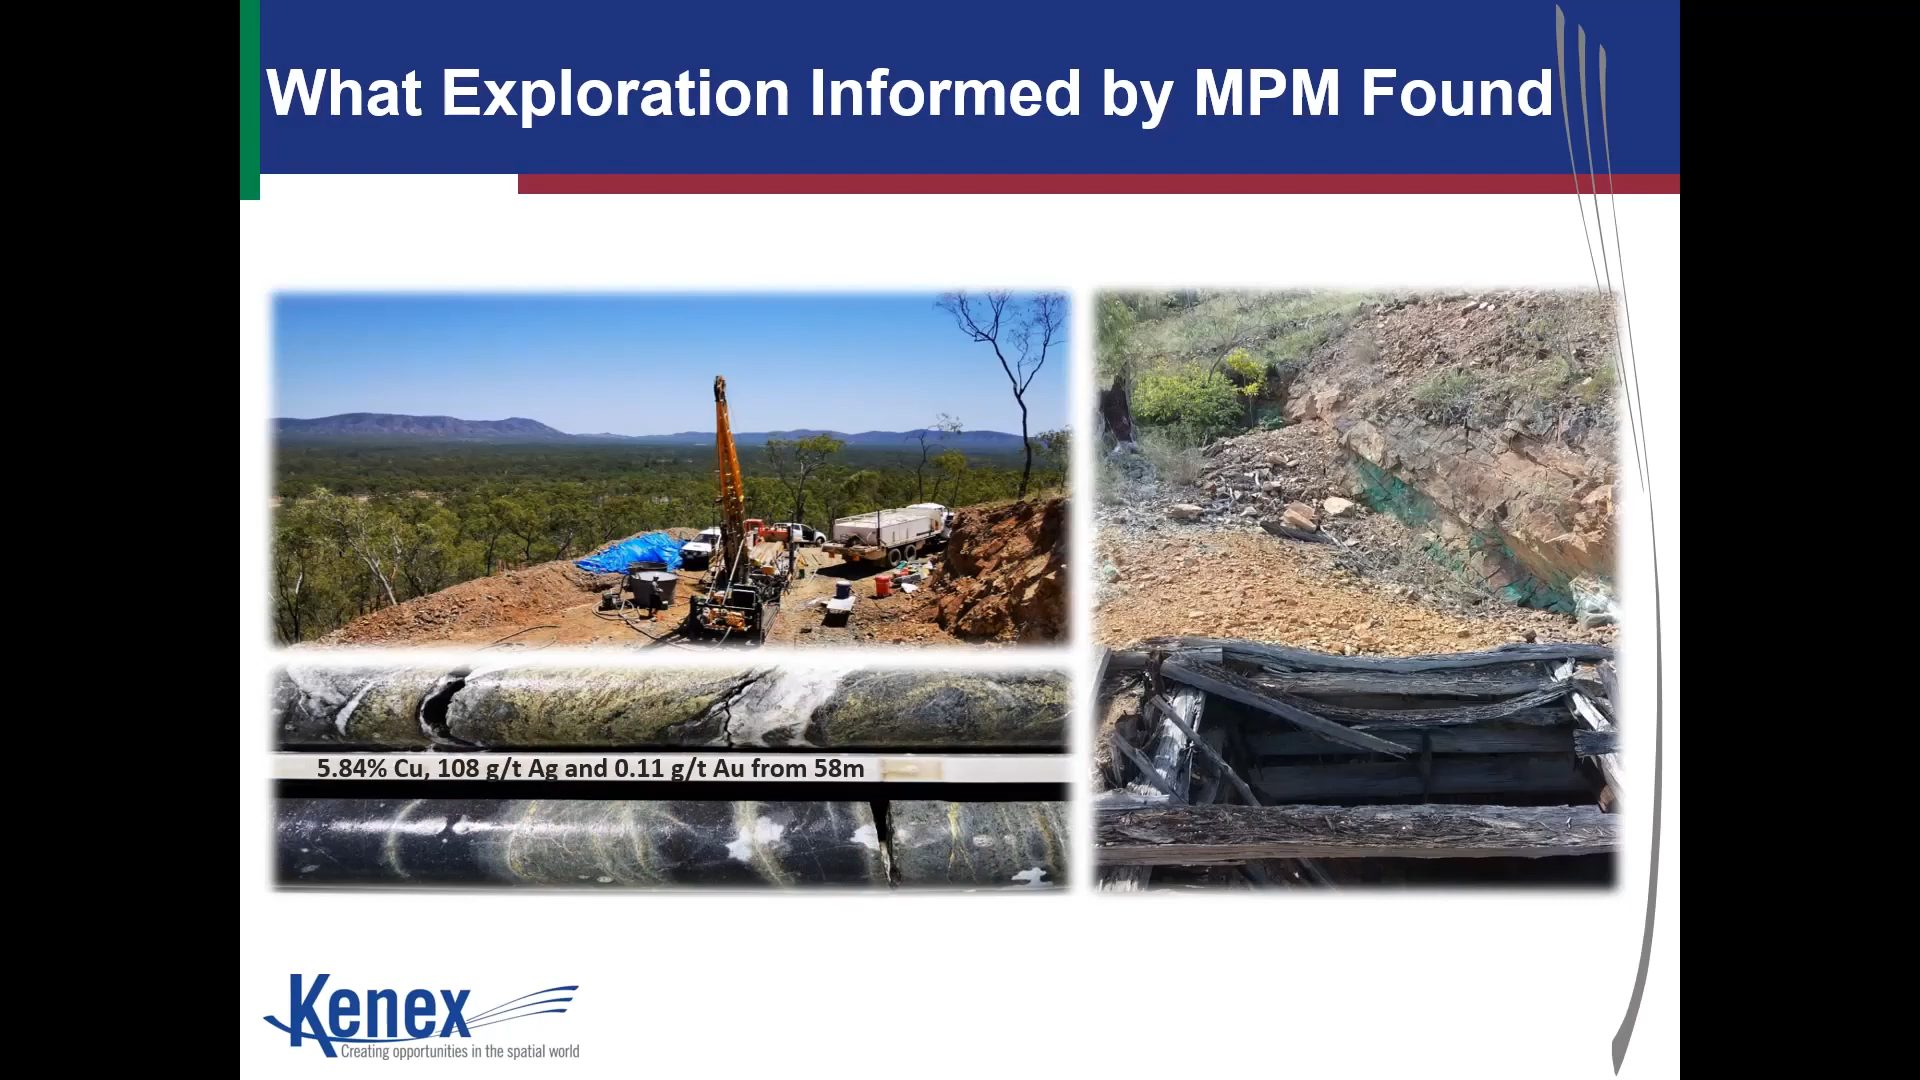 What Exploration Informed by MPM Found
5.84% Cu, 108 g/t Ag and 0.11 g/t Au from 58m
Kenex
Creating opportunities in the spatial world